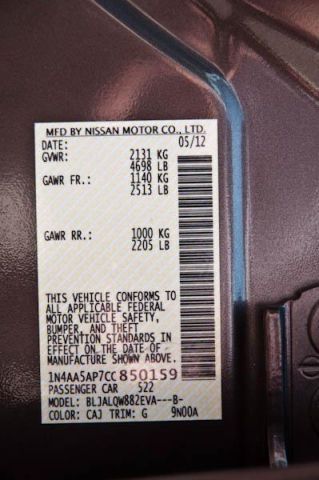 MFD BY NISSAN MOTOR CO., LTD.
DATE: 05/12
GVWR: 2131 KG
4698 LB
GAWR FR.: 1140 KG
2513 LB
GAWR RR.: 1000 KG
2205 LB
THIS VEHICLE CONFORMS TO
ALL APPLICABLE FEDERAL
MOTOR VEHICLE SAFETY,
BUMPER, AND THEFT
PREVENTION STANDARDS IN
EFFECT ON THE DATE OF
MANUFACTURE SHOWN ABOVE.
1N4AA5AP7CC850159
PASSENGER CAR 522
MODEL: BLJALQW882EVA---B-
COLOR: CAJ TRIM: G 9N00A